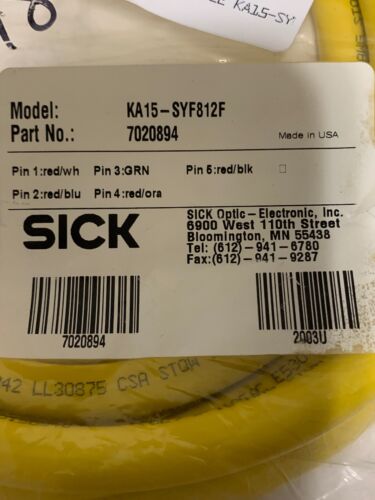 KA15-SY
Model: KA15-SYF812F
Part No.: 7020894
Made in USA
Pin 1:red/wh Pin 3:GRN Pin 5:red/blk
Pin 2:red/blu Pin 4:red/ora
SICK
SICK Optic-Electronic, Inc.
6900 West 110th Street
Bloomington, MN 55438
Tel: (612)-941-6780
Fax:(612)-941-9287
7020894
2003U
LL30875 CSA STOW